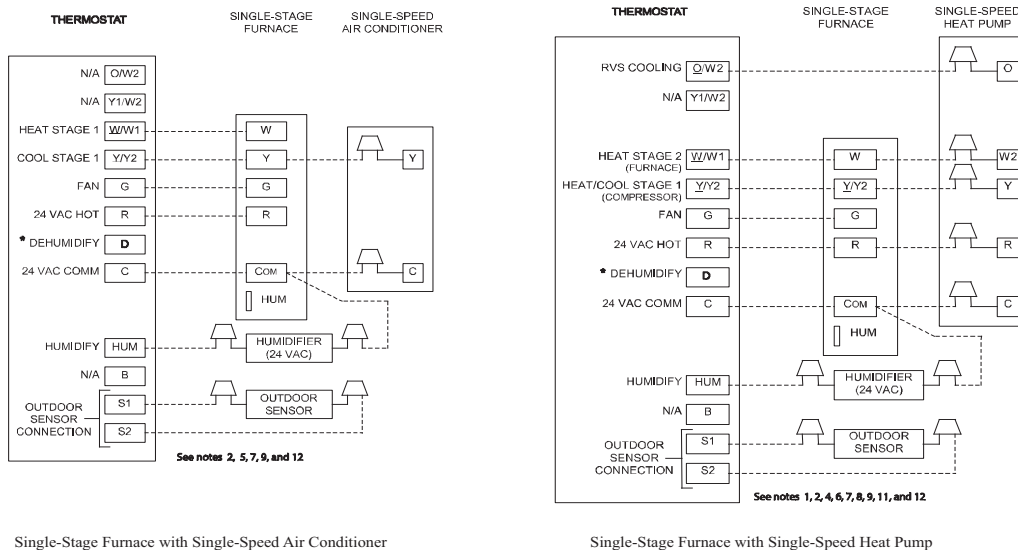 THERMOSTAT
SINGLE-STAGE
FURNACE
SINGLE-SPEED
AIR CONDITIONER
N/A O/W2
N/A Y1/W2
HEAT STAGE 1 W/W1 W
COOL STAGE 1 Y/Y2 Y Y
FAN G G
24 VAC HOT R R
* DEHUMIDIFY D
24 VAC COMM C COM C
HUM
HUMIDIFY HUM HUMIDIFIER
(24 VAC)
N/A B
OUTDOOR
SENSOR
CONNECTION
S1 OUTDOOR
SENSOR
S2
See notes 2, 5, 7, 9, and 12
Single-Stage Furnace with Single-Speed Air Conditioner
THERMOSTAT
SINGLE-STAGE
FURNACE
SINGLE-SPEED
HEAT PUMP
RVS COOLING O/W2 O
N/A Y1/W2
HEAT STAGE 2 W/W1 W W2
(FURNACE)
HEAT/COOL STAGE 1 Y/Y2 Y/Y2 Y
(COMPRESSOR)
FAN G G
24 VAC HOT R R R
* DEHUMIDIFY D
24 VAC COMM C COM C
HUM
HUMIDIFY HUM HUMIDIFIER
(24 VAC)
N/A B
OUTDOOR
SENSOR
CONNECTION
S1 OUTDOOR
SENSOR
S2
See notes 1, 2, 4, 6, 7, 8, 9, 11, and 12
Single-Stage Furnace with Single-Speed Heat Pump